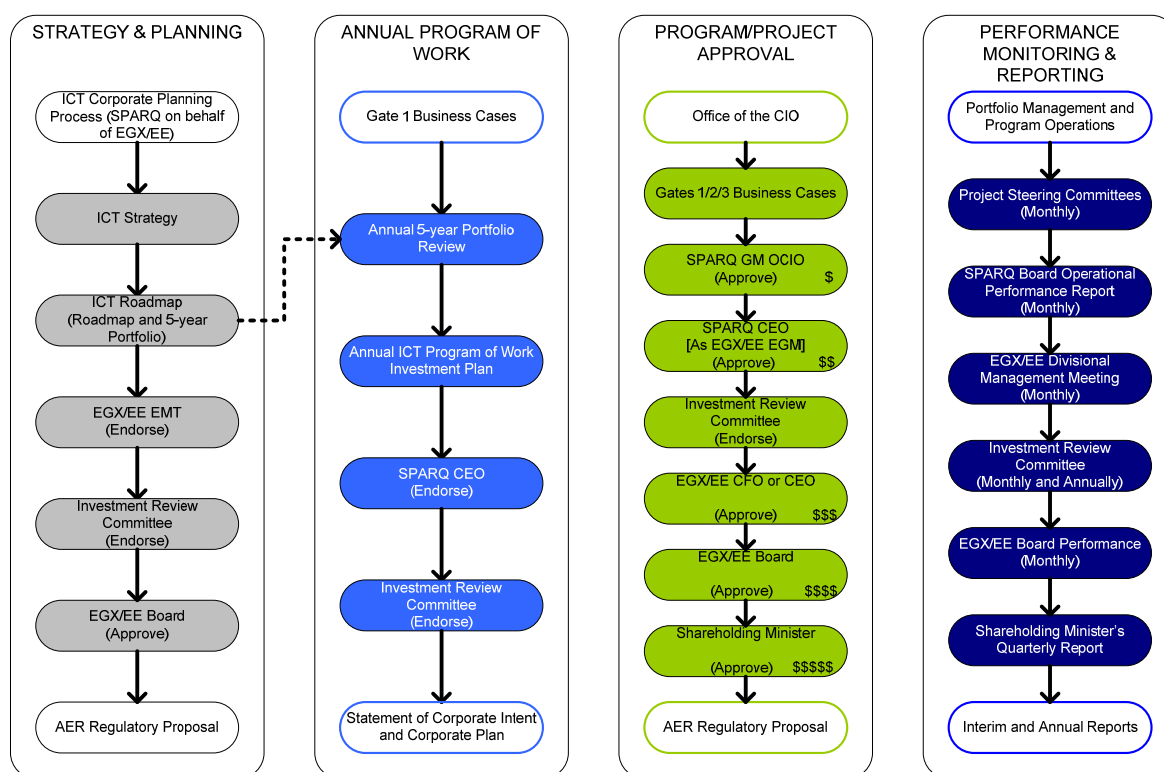 STRATEGY & PLANNING
ICT Corporate Planning
Process (SPARQ on behalf
of EGX/EE)
ICT Strategy
ICT Roadmap
(Roadmap and 5-year
Portfolio)
EGX/EE EMT
(Endorse)
Investment Review
Committee
(Endorse)
EGX/EE Board
(Approve)
AER Regulatory Proposal
ANNUAL PROGRAM OF
WORK
Gate 1 Business Cases
Annual 5-year Portfolio
Review
Annual ICT Program of Work
Investment Plan
SPARQ CEO
(Endorse)
Investment Review
Committee
(Endorse)
Statement of Corporate Intent
and Corporate Plan
PROGRAM/PROJECT
APPROVAL
Office of the CIO
Gates 1/2/3 Business Cases
SPARQ GM OCIO
(Approve) $
SPARQ CEO
[As EGX/EE EGM]
(Approve) $$
Investment Review
Committee
(Endorse)
EGX/EE CFO or CEO
(Approve) $$$
EGX/EE Board
(Approve) $$$$
Shareholding Minister
(Approve) $$$$$
AER Regulatory Proposal
PERFORMANCE
MONITORING &
REPORTING
Portfolio Management and
Program Operations
Project Steering Committees
(Monthly)
SPARQ Board Operational
Performance Report
(Monthly)
EGX/EE Divisional
Management Meeting
(Monthly)
Investment Review
Committee
(Monthly and Annually)
EGX/EE Board Performance
(Monthly)
Shareholding Minister's
Quarterly Report
Interim and Annual Reports